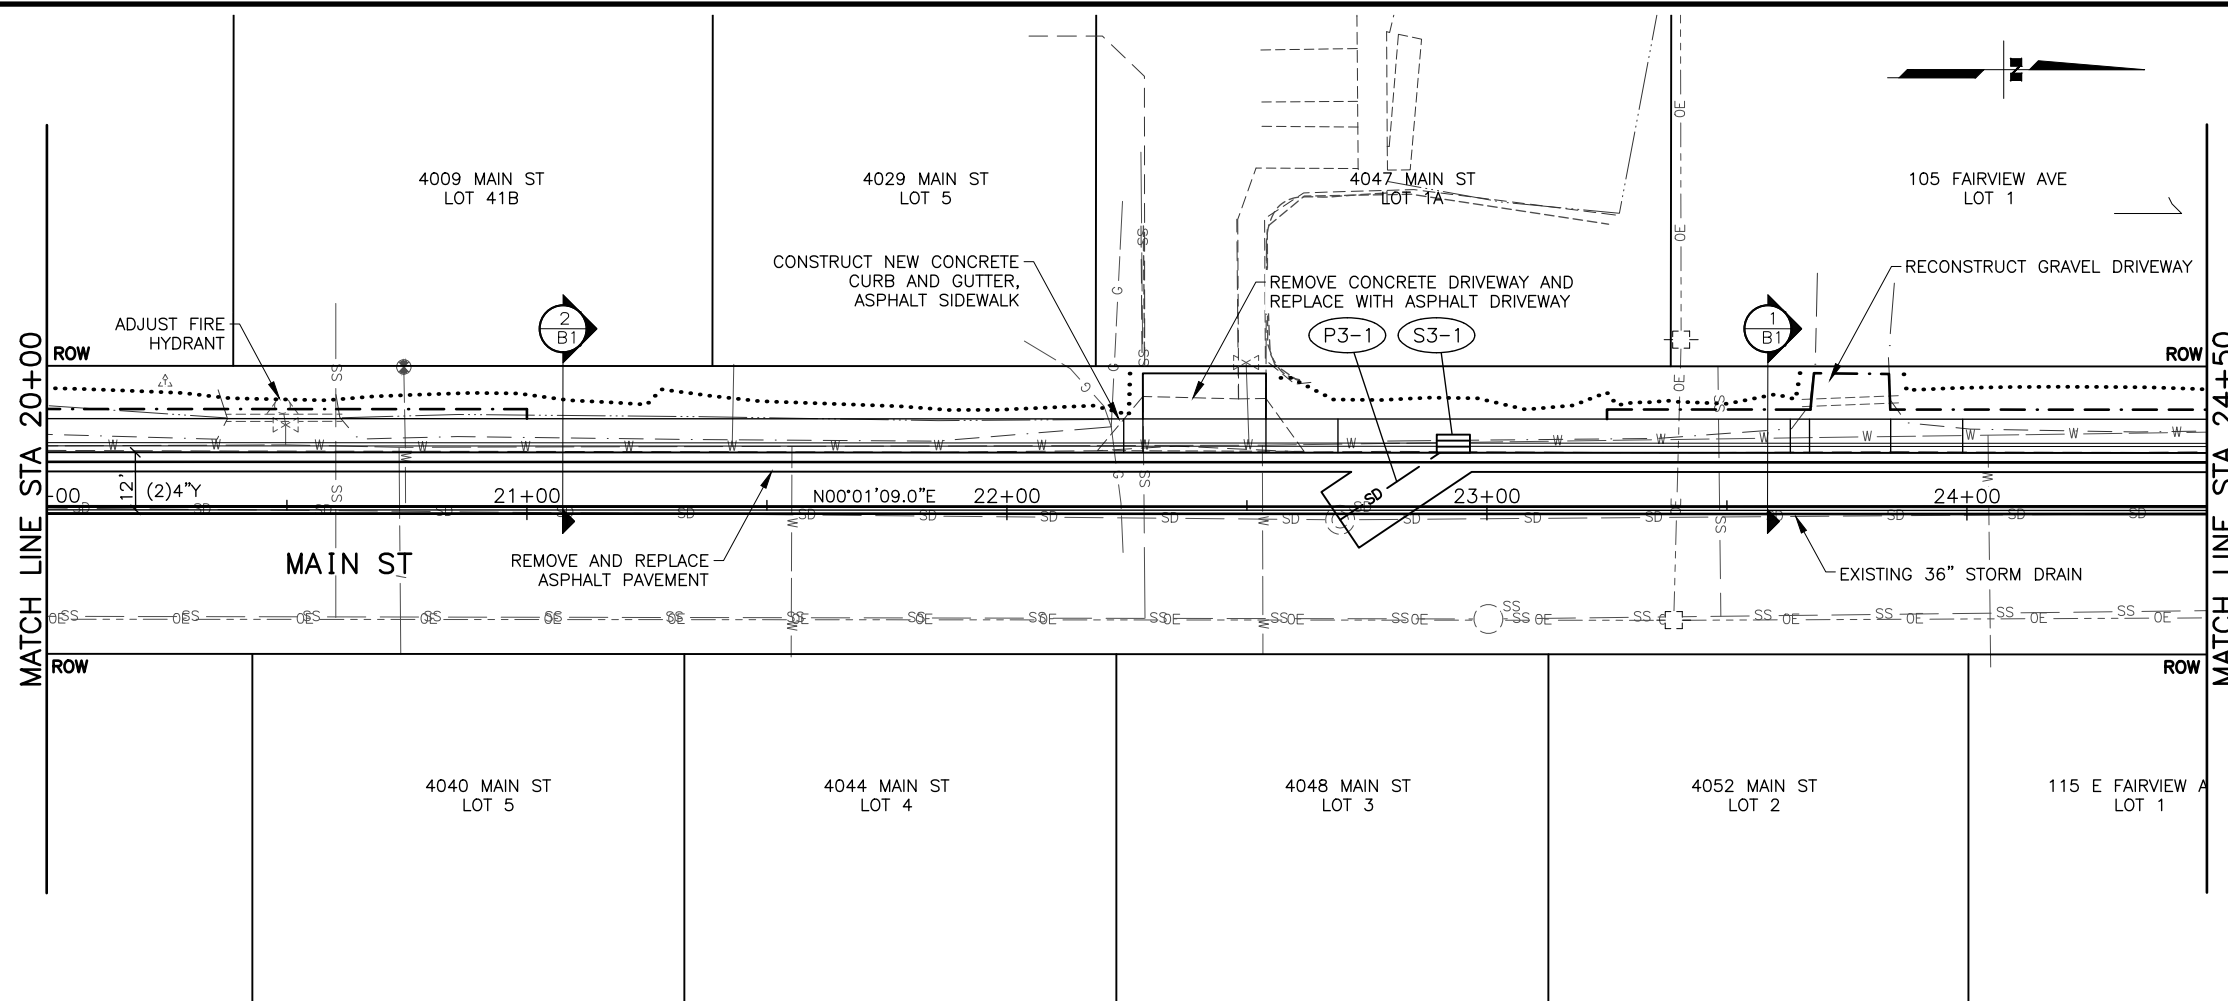 N
4009 MAIN ST
LOT 41B
4029 MAIN ST
LOT 5
4047 MAIN ST
LOT 1A
105 FAIRVIEW AVE
LOT 1
CONSTRUCT NEW CONCRETE
CURB AND GUTTER,
ASPHALT SIDEWALK
REMOVE CONCRETE DRIVEWAY AND
REPLACE WITH ASPHALT DRIVEWAY
RECONSTRUCT GRAVEL DRIVEWAY
ADJUST FIRE
HYDRANT
2
B1
P3-1
S3-1
1
B1
ROW
ROW
MATCH LINE STA 20+00
MATCH LINE STA 24+50
12'
-00
(2)4"Y
21+00
N00°01'09.0"E
22+00
SD
23+00
24+00
MAIN ST
REMOVE AND REPLACE
ASPHALT PAVEMENT
EXISTING 36" STORM DRAIN
ROW
ROW
4040 MAIN ST
LOT 5
4044 MAIN ST
LOT 4
4048 MAIN ST
LOT 3
4052 MAIN ST
LOT 2
115 E FAIRVIEW A
LOT 1